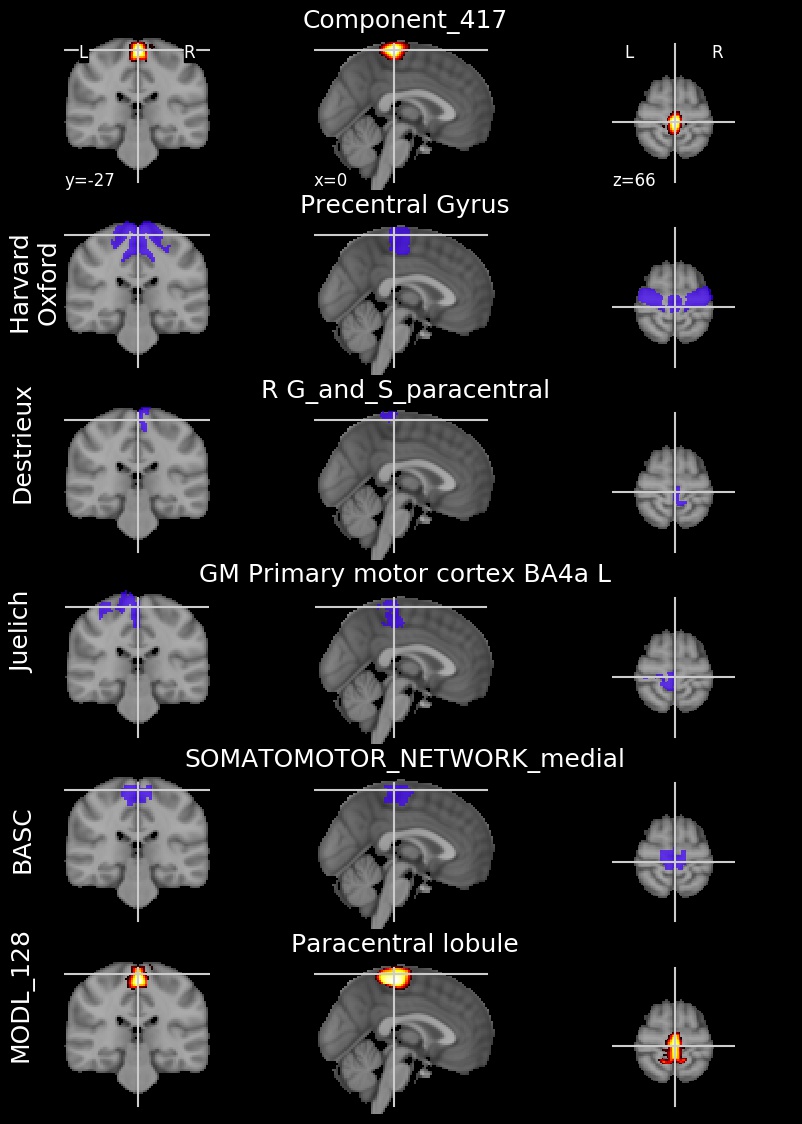 Component_417
L R
L R
y=-27
x=0
z=66
Precentral Gyrus
Harvard
Oxford
R G_and_S_paracentral
Destrieux
GM Primary motor cortex BA4a L
Juelich
SOMATOMOTOR_NETWORK_medial
BASC
Paracentral lobule
MODL_128